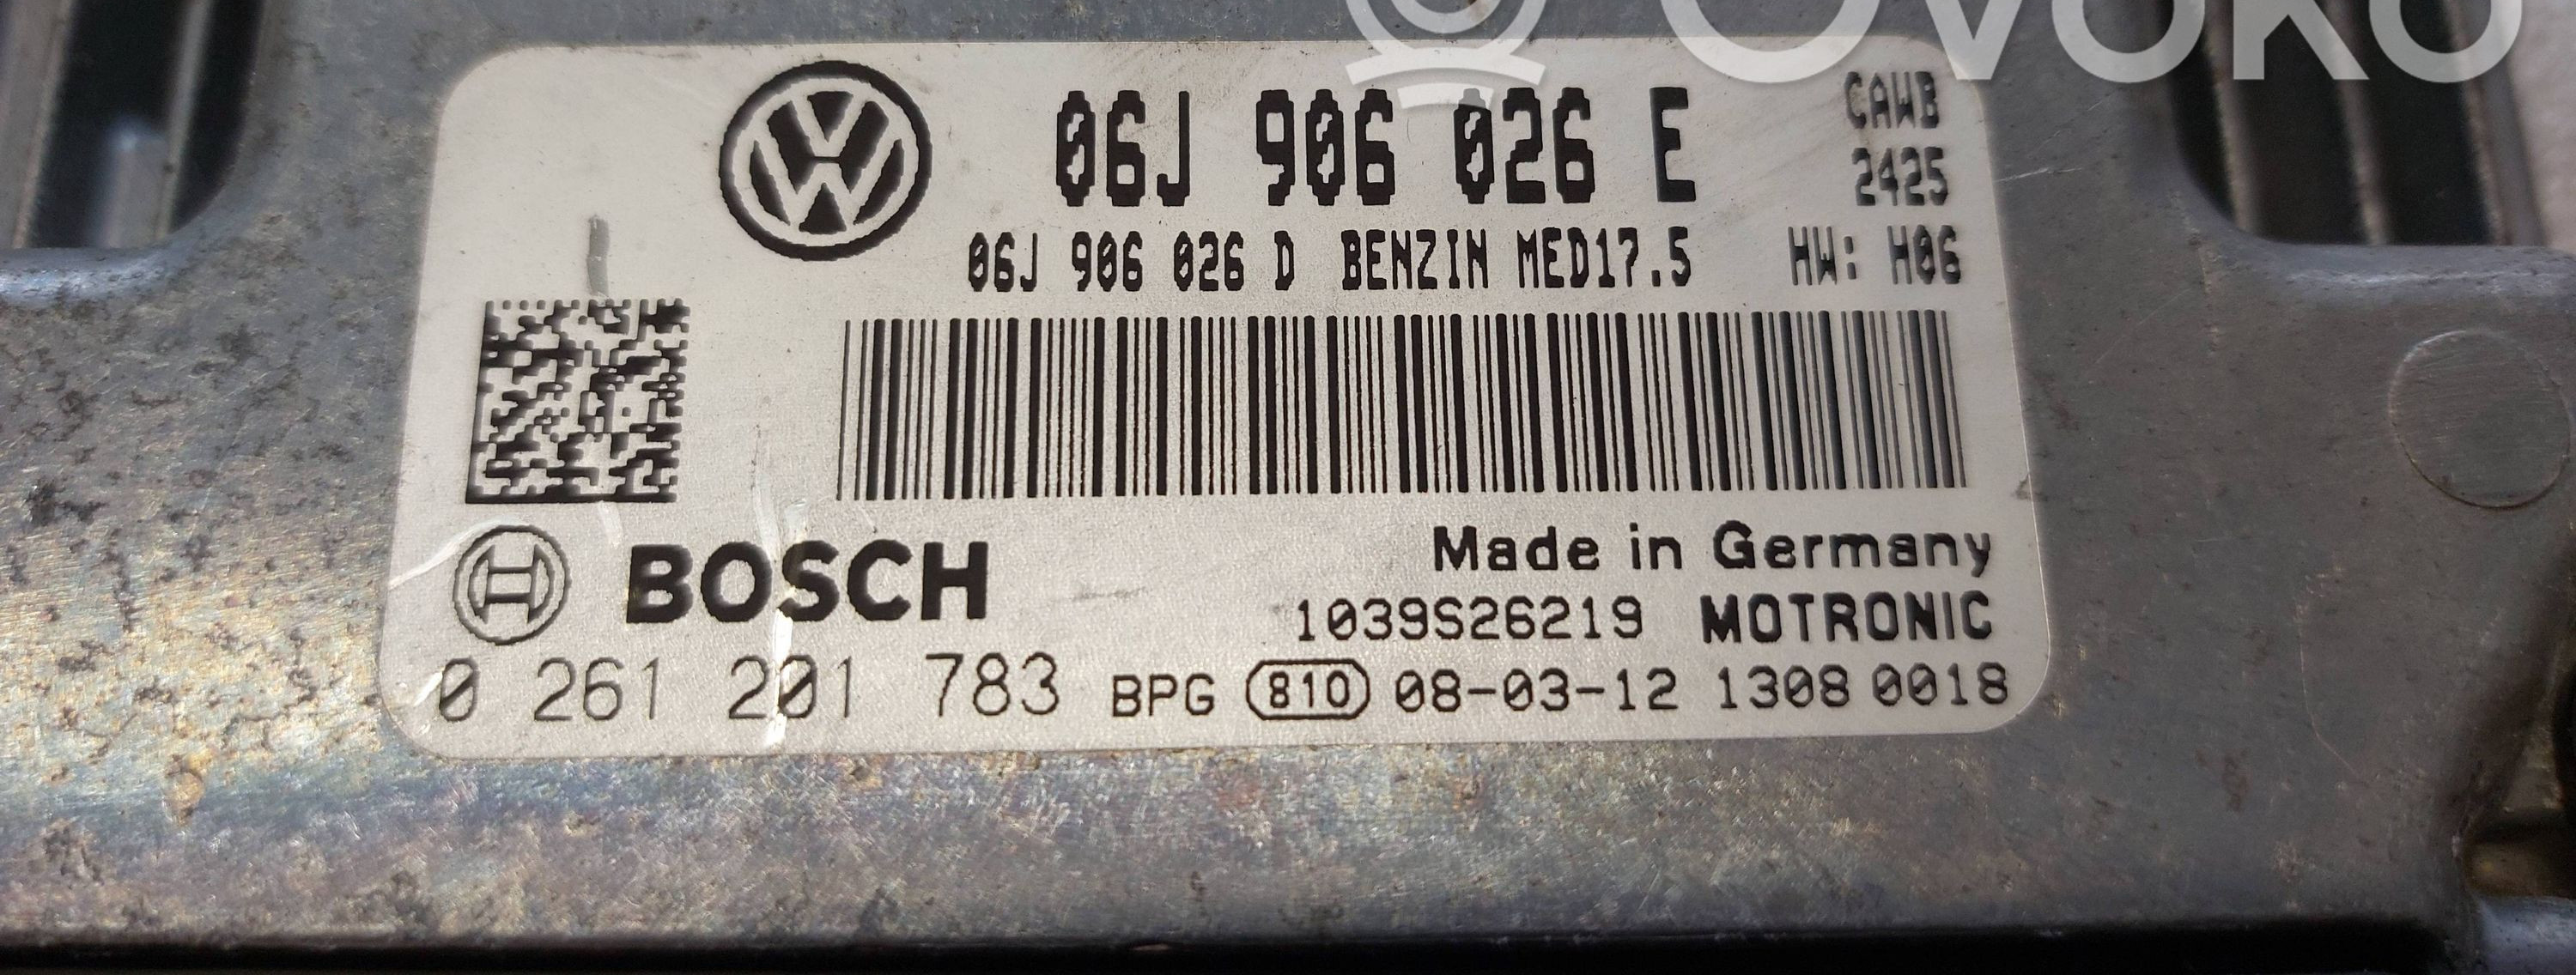 OVOKO
06J 906 026 E
CAWB
2425
06J 906 026 D BENZIN MED17.5 HW: H06
BOSCH
Made in Germany
1039S26219 MOTRONIC
0 261 201 783 BPG 810 08-03-12 1308 0018